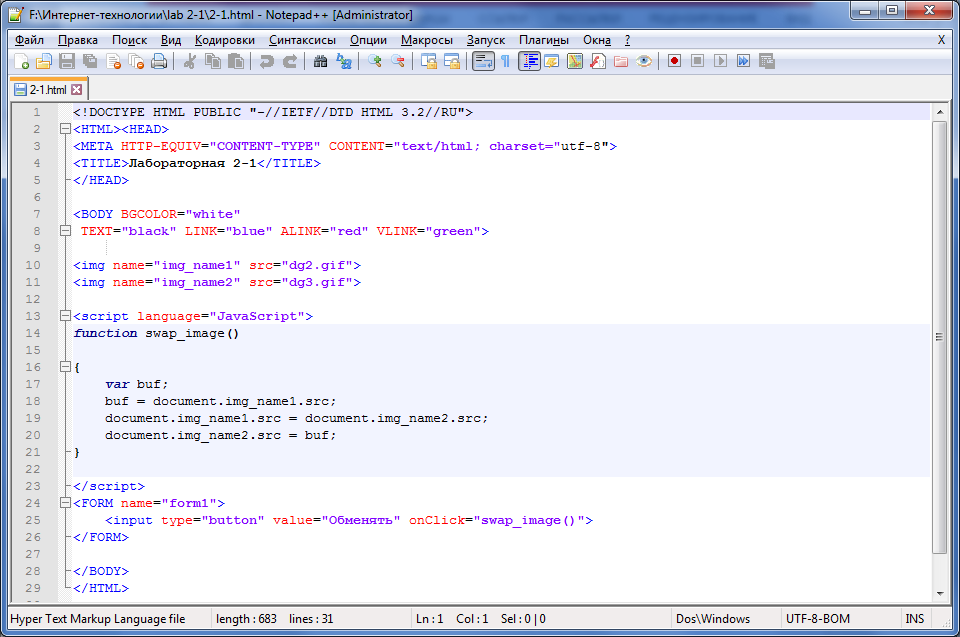 F:\Интернет-технологии\lab 2-1\2-1.html - Notepad++ [Administrator]
Файл Правка Поиск Вид Кодировки Синтаксисы Опции Макросы Запуск Плагины Окна ? X
2-1.html
1 <!DOCTYPE HTML PUBLIC "-//IETF//DTD HTML 3.2//RU">
2 <HTML><HEAD>
3 <META HTTP-EQUIV="CONTENT-TYPE" CONTENT="text/html; charset="utf-8">
4 <TITLE>Лабораторная 2-1</TITLE>
5 </HEAD>
6
7 <BODY BGCOLOR="white"
8 TEXT="black" LINK="blue" ALINK="red" VLINK="green">
9
10 <img name="img_name1" src="dg2.gif">
11 <img name="img_name2" src="dg3.gif">
12
13 <script language="JavaScript">
14 function swap_image()
15
16 {
17 var buf;
18 buf = document.img_name1.src;
19 document.img_name1.src = document.img_name2.src;
20 document.img_name2.src = buf;
21 }
22
23 </script>
24 <FORM name="form1">
25 <input type="button" value="Обменять" onClick="swap_image()">
26 </FORM>
27
28 </BODY>
29 </HTML>
Hyper Text Markup Language file length : 683 lines : 31 Ln : 1 Col : 1 Sel : 0 | 0 Dos\Windows UTF-8-BOM INS